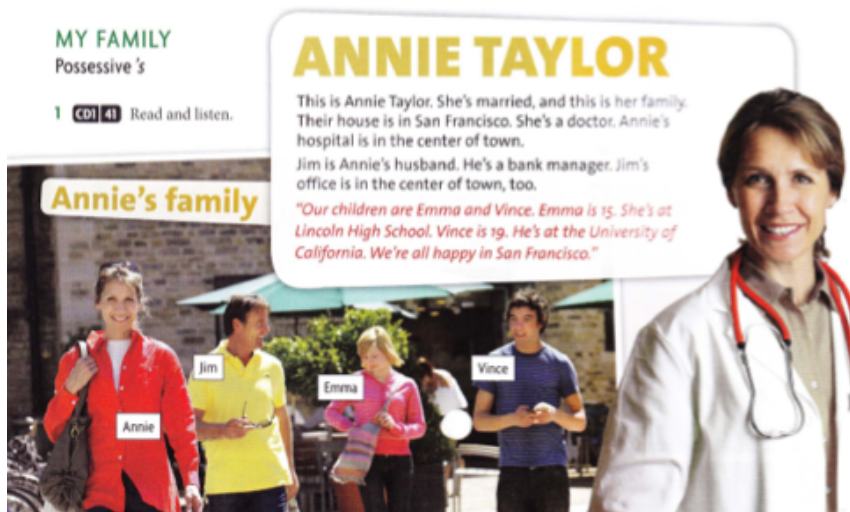 MY FAMILY
Possessive 's
1 CD1 41 Read and listen.
ANNIE TAYLOR
This is Annie Taylor. She's married, and this is her family.
Their house is in San Francisco. She's a doctor. Annie's
hospital is in the center of town.
Jim is Annie's husband. He's a bank manager. Jim's
office is in the center of town, too.
"Our children are Emma and Vince. Emma is 15. She's at
Lincoln High School. Vince is 19. He's at the University of
California. We're all happy in San Francisco."
Annie's family
Jim
Emma
Vince
Annie